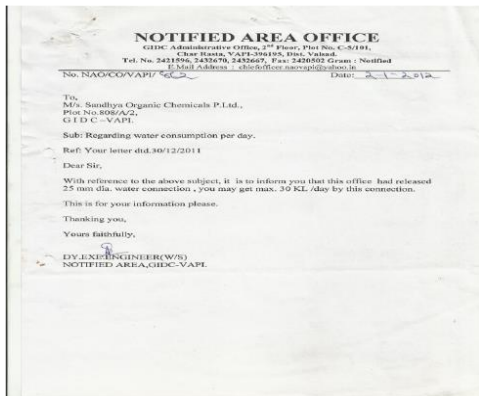 NOTIFIED AREA OFFICE
GIDC Administrative Office, 2nd Floor, Plot No. C-5/101,
Char Rasta, VAPI-396195, Dist. Valsad.
Tel. No. 2421596, 2432670, 2432667, Fax: 2420502 Gram : Notified
E.Mail Address : chiefofficer.naovapi@yahoo.in
No. NAO/CO/VAPI/ Date: 2-1-2012
To,
M/s. Sandhya Organic Chemicals P.Ltd.,
Plot No.808/A/2,
G I D C –VAPI.
Sub: Regarding water consumption per day.
Ref: Your letter dtd.30/12/2011
Dear Sir,
With reference to the above subject, it is to inform you that this office had released
25 mm dia. water connection , you may get max. 30 KL /day by this connection.
This is for your information please.
Thanking you,
Yours faithfully,
DY.EXE.ENGINEER(W/S)
NOTIFIED AREA,GIDC-VAPI.